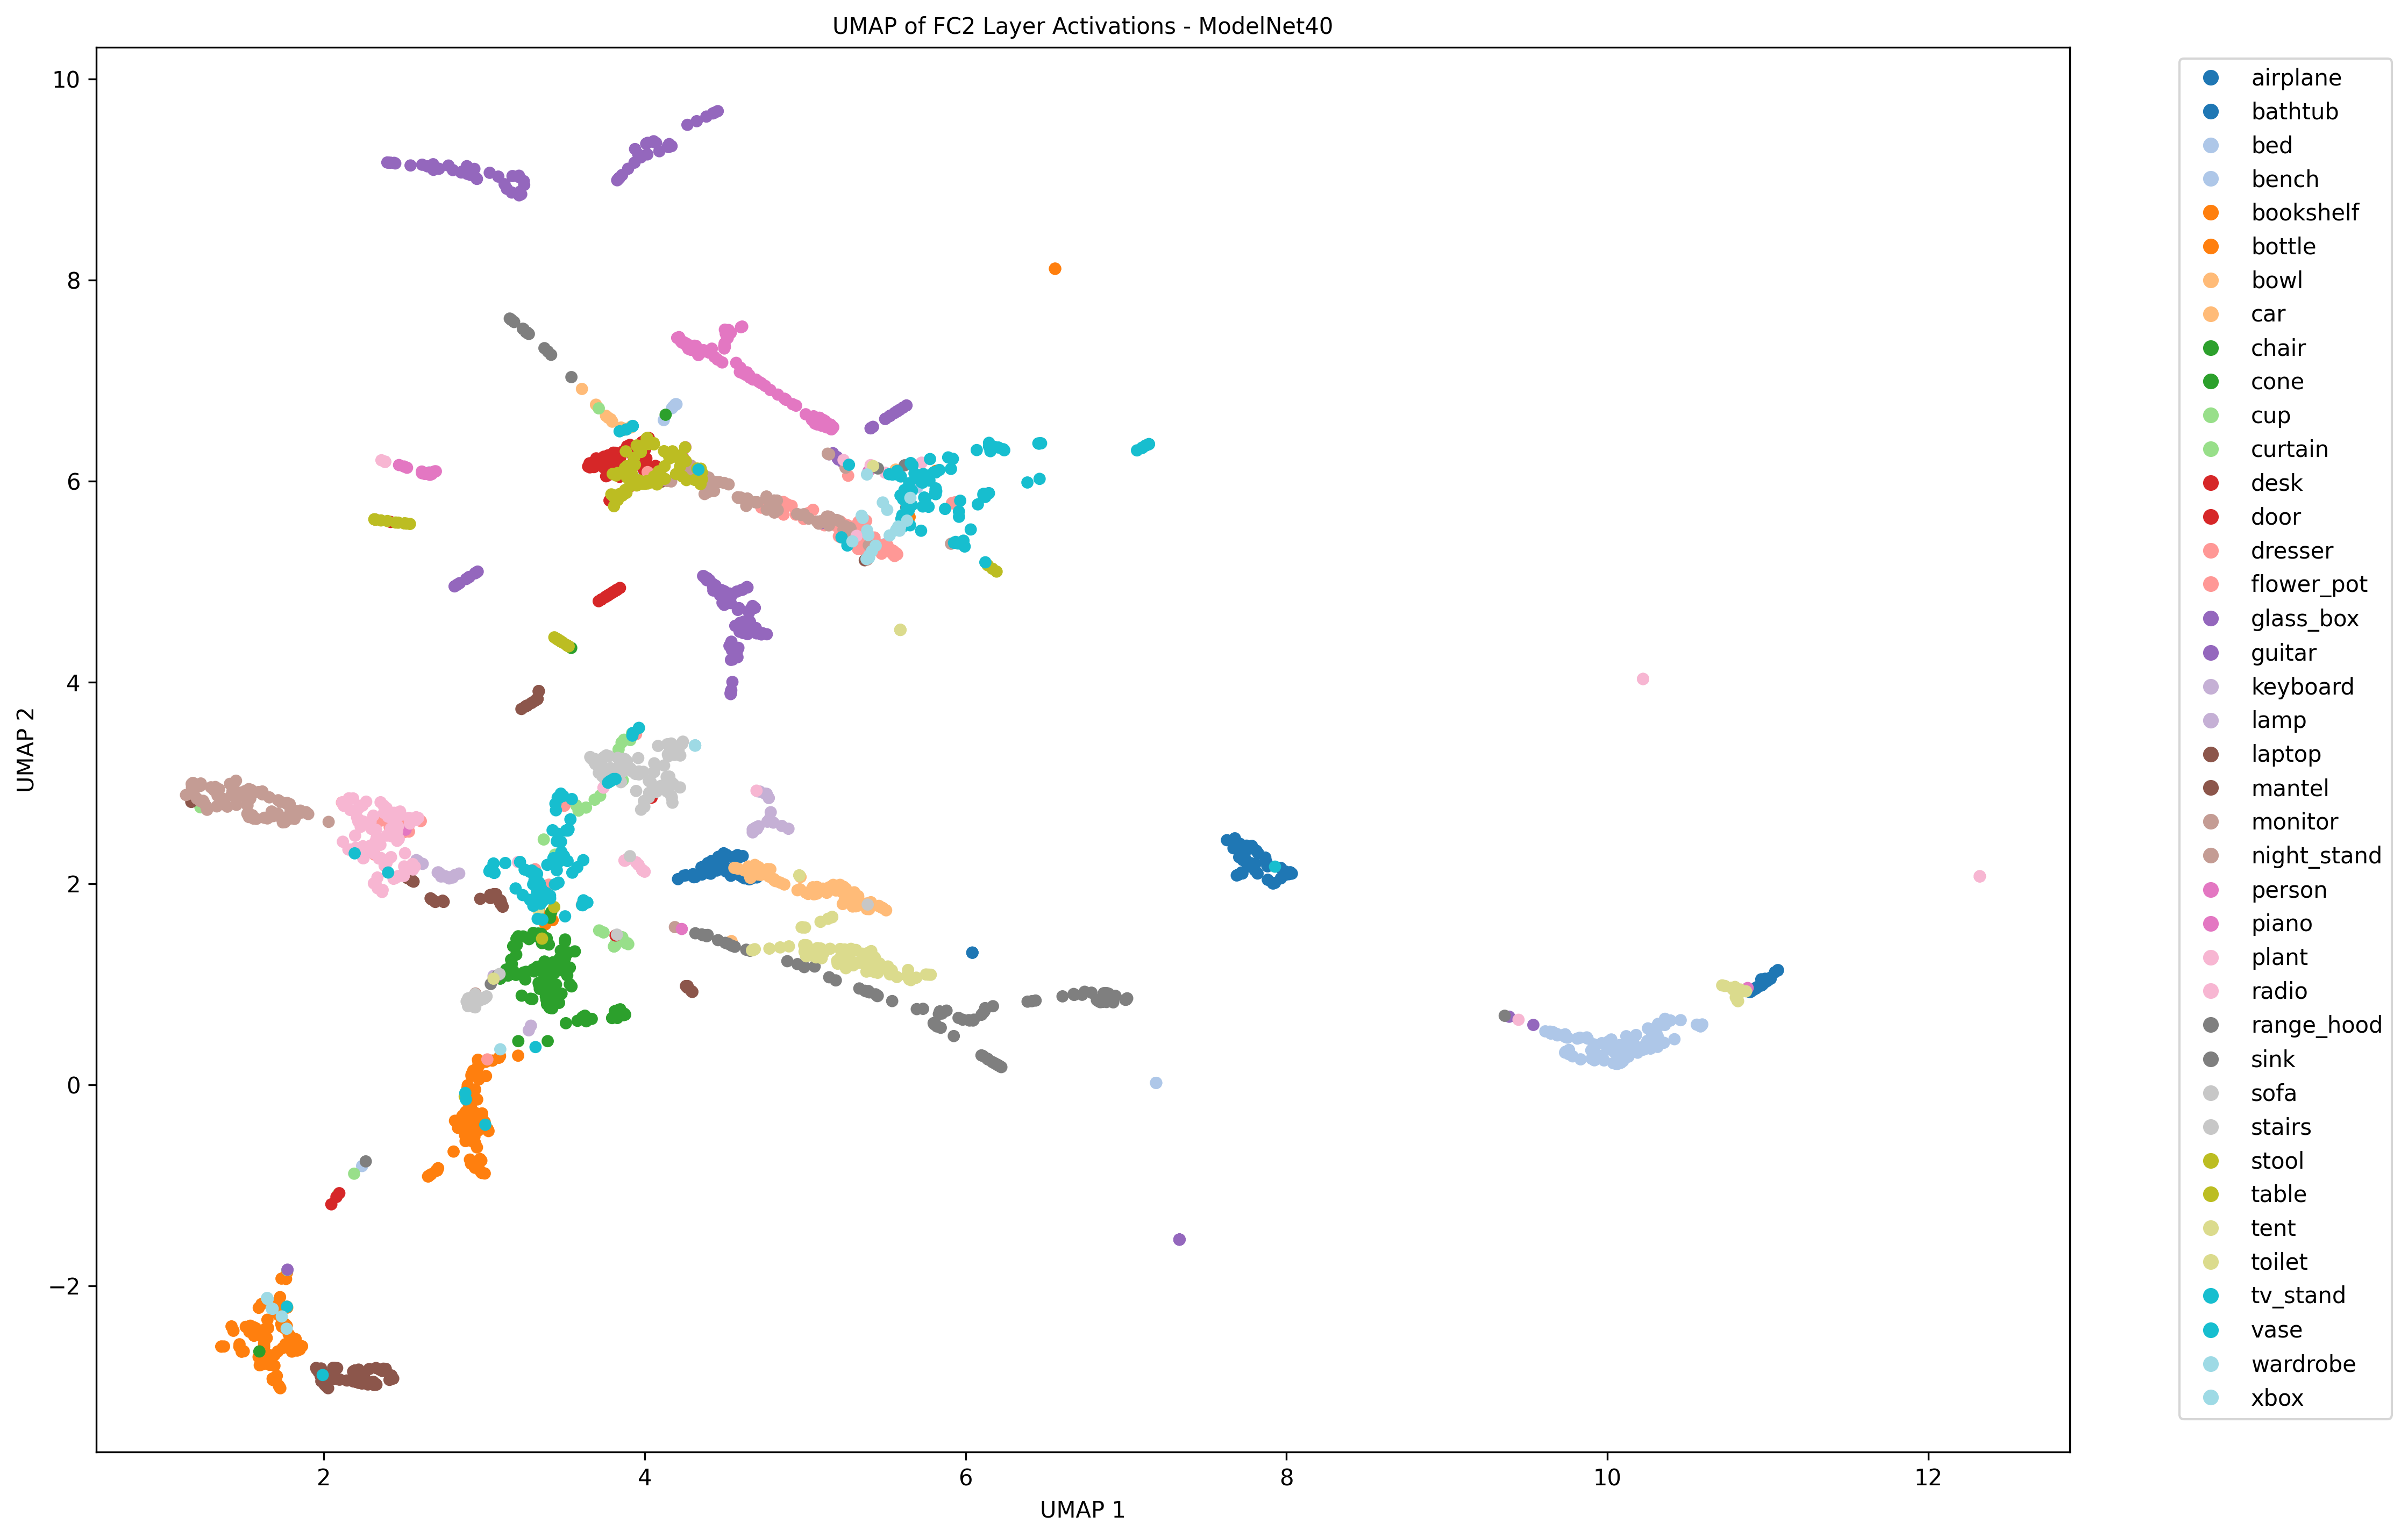 UMAP of FC2 Layer Activations - ModelNet40
10
8
6
4
2
0
−2
UMAP 2
2
4
6
8
10
12
UMAP 1
airplane
bathtub
bed
bench
bookshelf
bottle
bowl
car
chair
cone
cup
curtain
desk
door
dresser
flower_pot
glass_box
guitar
keyboard
lamp
laptop
mantel
monitor
night_stand
person
piano
plant
radio
range_hood
sink
sofa
stairs
stool
table
tent
toilet
tv_stand
vase
wardrobe
xbox